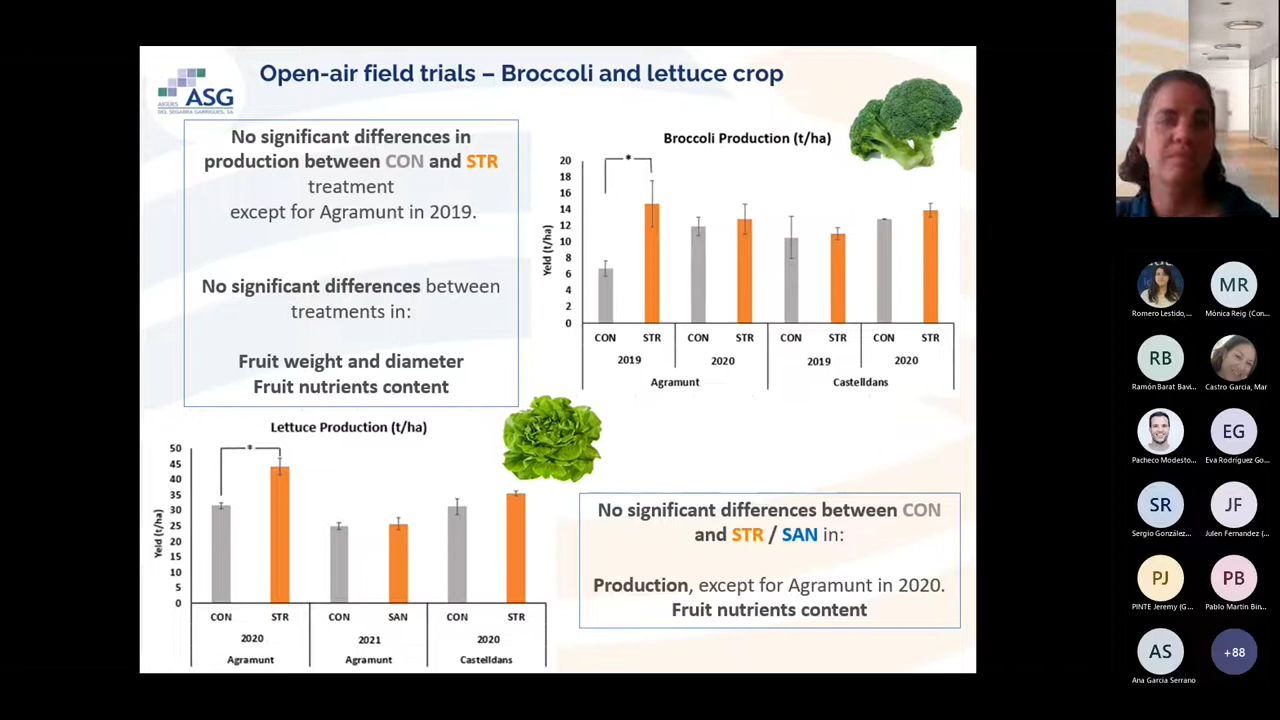 Open-air field trials – Broccoli and lettuce crop
AIGÜES
ASG
DEL SEGARRA GARRIGUES, SA
No significant differences in
production between CON and STR
treatment
except for Agramunt in 2019.
No significant differences between
treatments in:
Fruit weight and diameter
Fruit nutrients content
Broccoli Production (t/ha)
Yeld (t/ha)
20
18
16
14
12
10
8
6
4
2
0
*
CON STR CON STR CON STR CON STR
2019 2020 2019 2020
Agramunt Castelldans
Lettuce Production (t/ha)
Yeld (t/ha)
50
45
40
35
30
25
20
15
10
5
0
*
CON STR CON SAN CON STR
2020 2021 2020
Agramunt Agramunt Castelldans
No significant differences between CON
and STR / SAN in:
Production, except for Agramunt in 2020.
Fruit nutrients content
MR
Romero Lestido,... Mónica Reig (Con...
RB
Ramón Barat Bavi... Castro Garcia, Mar
EG
Pacheco Modesto... Eva Rodríguez Go...
SR JF
Sergio González... Julen Fernandez (...
PJ PB
PINTE Jeremy (G... Pablo Martin Bin...
AS +88
Ana Garcia Serrano